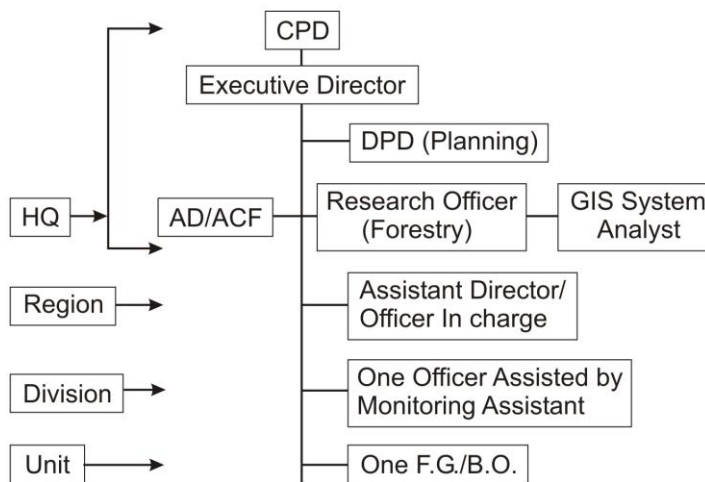 CPD
Executive Director
DPD (Planning)
HQ
AD/ACF
Research Officer
(Forestry)
GIS System
Analyst
Region
Assistant Director/
Officer In charge
Division
One Officer Assisted by
Monitoring Assistant
Unit
One F.G./B.O.